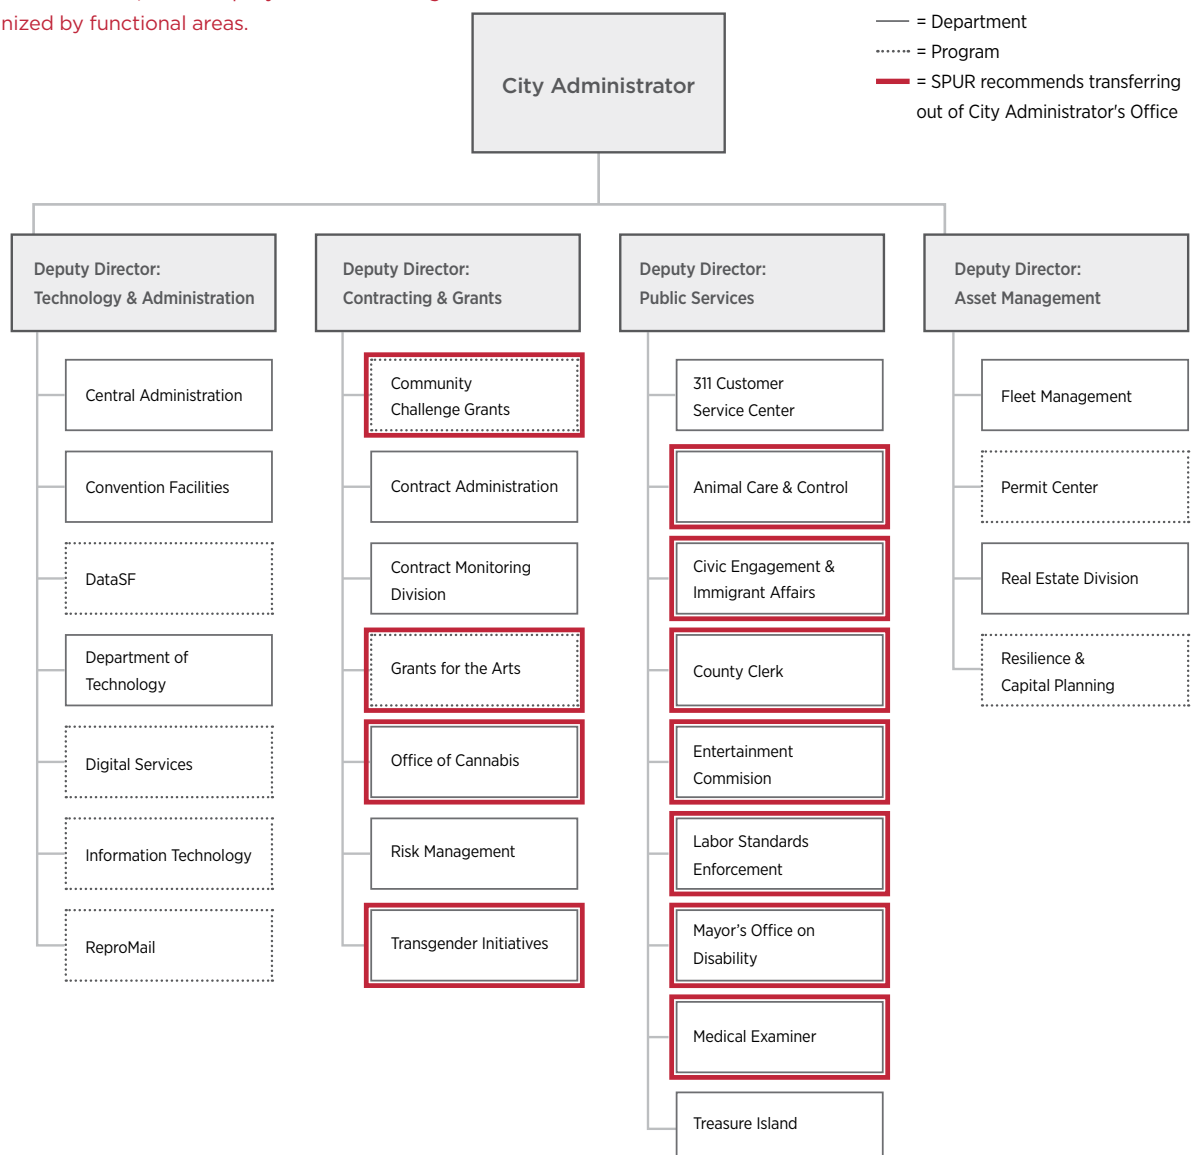 nized by functional areas.
= Department
= Program
= SPUR recommends transferring
out of City Administrator's Office
City Administrator
Deputy Director:
Technology & Administration
Deputy Director:
Contracting & Grants
Deputy Director:
Public Services
Deputy Director:
Asset Management
Central Administration
Convention Facilities
DataSF
Department of
Technology
Digital Services
Information Technology
ReproMail
Community
Challenge Grants
Contract Administration
Contract Monitoring
Division
Grants for the Arts
Office of Cannabis
Risk Management
Transgender Initiatives
311 Customer
Service Center
Animal Care & Control
Civic Engagement &
Immigrant Affairs
County Clerk
Entertainment
Commision
Labor Standards
Enforcement
Mayor's Office on
Disability
Medical Examiner
Treasure Island
Fleet Management
Permit Center
Real Estate Division
Resilience &
Capital Planning